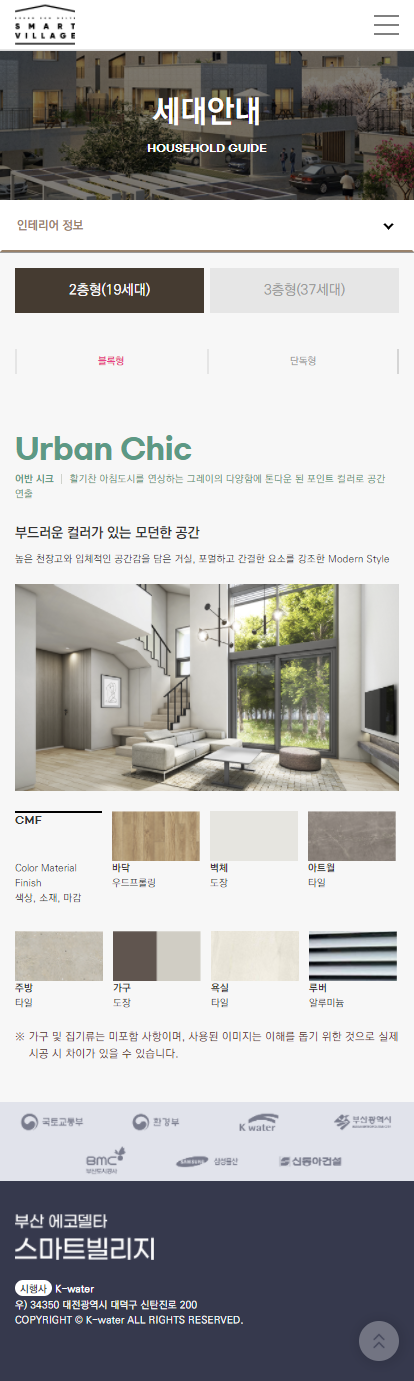 SMART
VILLAGE
세대안내
HOUSEHOLD GUIDE
인테리어 정보
2층형(19세대)
3층형(37세대)
블록형
단독형
Urban Chic
어반 시크 | 활기찬 아침도시를 연상하는 그레이의 다양함에 톤다운 된 포인트 컬러로 공간
연출
부드러운 컬러가 있는 모던한 공간
높은 천장고와 입체적인 공간감을 담은 거실, 포멀하고 간결한 요소를 강조한 Modern Style
CMF
Color Material
Finish
색상, 소재, 마감
바닥
우드프롤링
벽체
도장
아트월
타일
주방
타일
가구
도장
욕실
타일
루버
알루미늄
※ 가구 및 집기류는 미포함 사항이며, 사용된 이미지는 이해를 돕기 위한 것으로 실제
시공 시 차이가 있을 수 있습니다.
국토교통부
환경부
K water
부산광역시
BMC
부산도시공사
SAMSUNG 삼성물산
신동아건설
부산 에코델타
스마트빌리지
시행사 K-water
우) 34350 대전광역시 대덕구 신탄진로 200
COPYRIGHT © K-water ALL RIGHTS RESERVED.